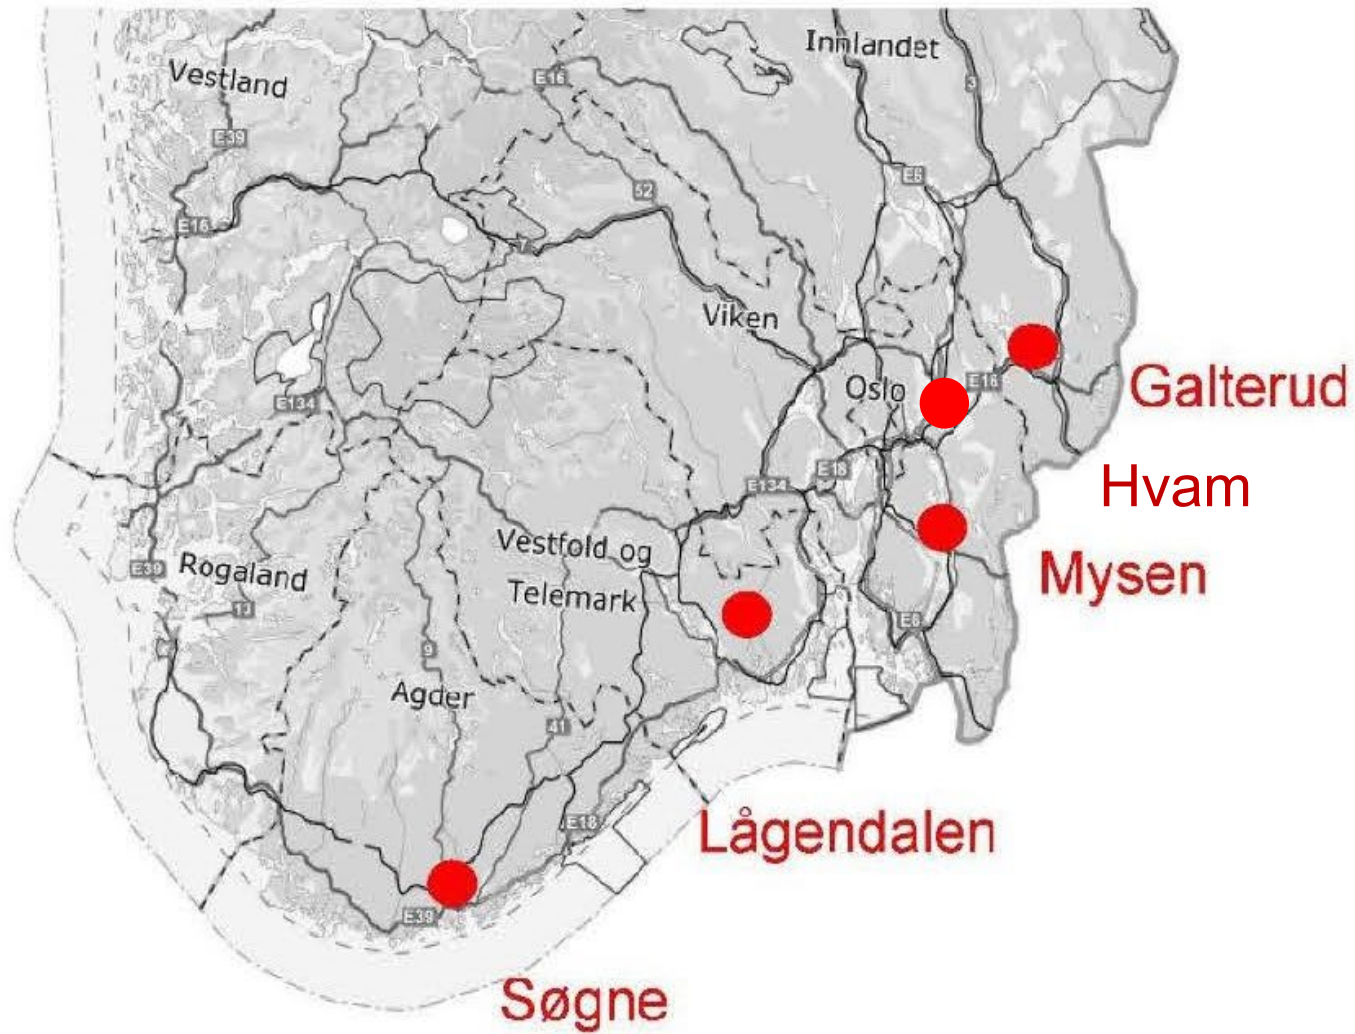 Innlandet
Vestland
E16
3
E39
52
E6
E16
7
Viken
Galterud
Oslo
E16
E134
Hvam
E18
E134
Vestfold og
Telemark
Mysen
E39
Rogaland
13
E6
9
Agder
41
E18
Lågendalen
E39
Søgne